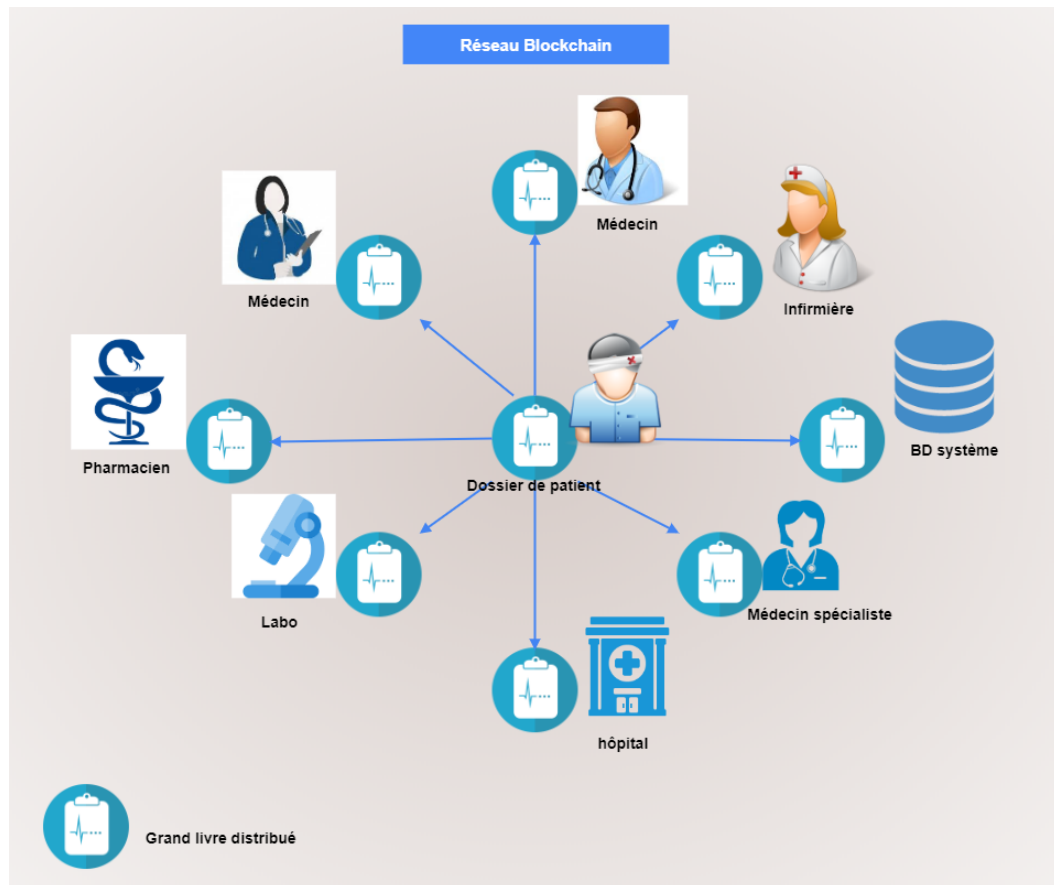 Réseau Blockchain
Médecin
Infirmière
Médecin
BD système
Pharmacien
Dossier de patient
Médecin spécialiste
Labo
hôpital
Grand livre distribué